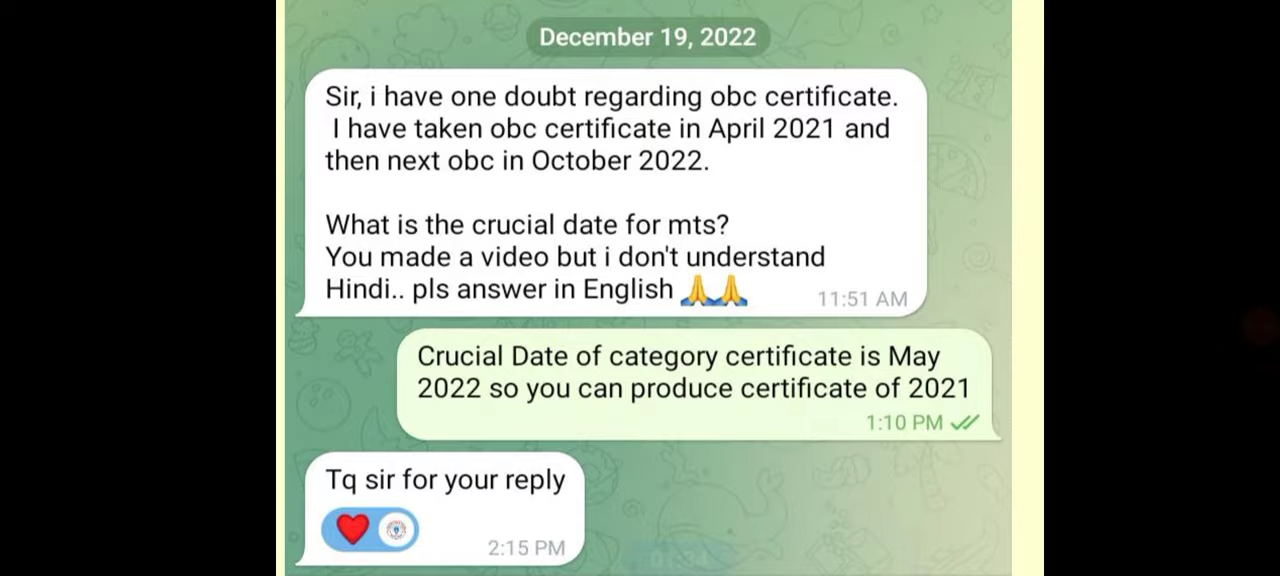 December 19, 2022
Sir, i have one doubt regarding obc certificate.
I have taken obc certificate in April 2021 and
then next obc in October 2022.
What is the crucial date for mts?
You made a video but i don't understand
Hindi.. pls answer in English 🙏🙏
11:51 AM
Crucial Date of category certificate is May
2022 so you can produce certificate of 2021
1:10 PM
Tq sir for your reply
2:15 PM